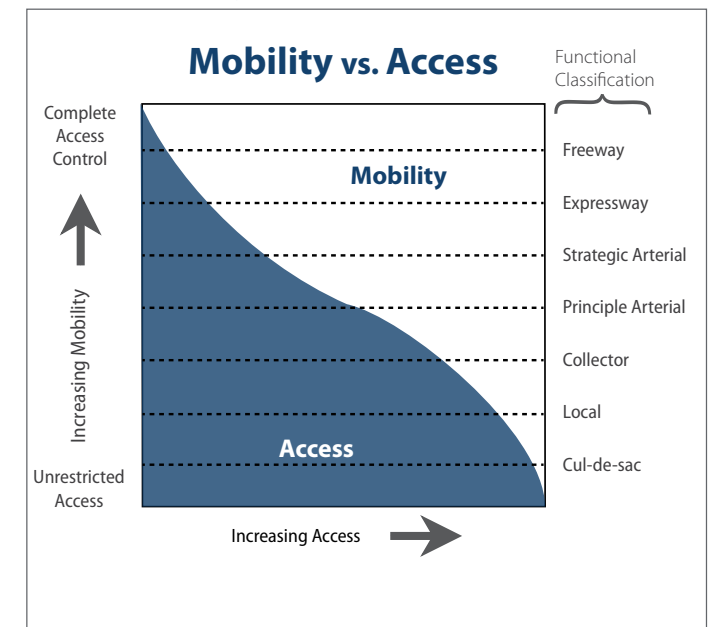 Mobility vs. Access
Functional
Classification
Complete
Access
Control
Freeway
Mobility
Expressway
Strategic Arterial
Increasing Mobility
Principle Arterial
Collector
Local
Access
Cul-de-sac
Unrestricted
Access
Increasing Access